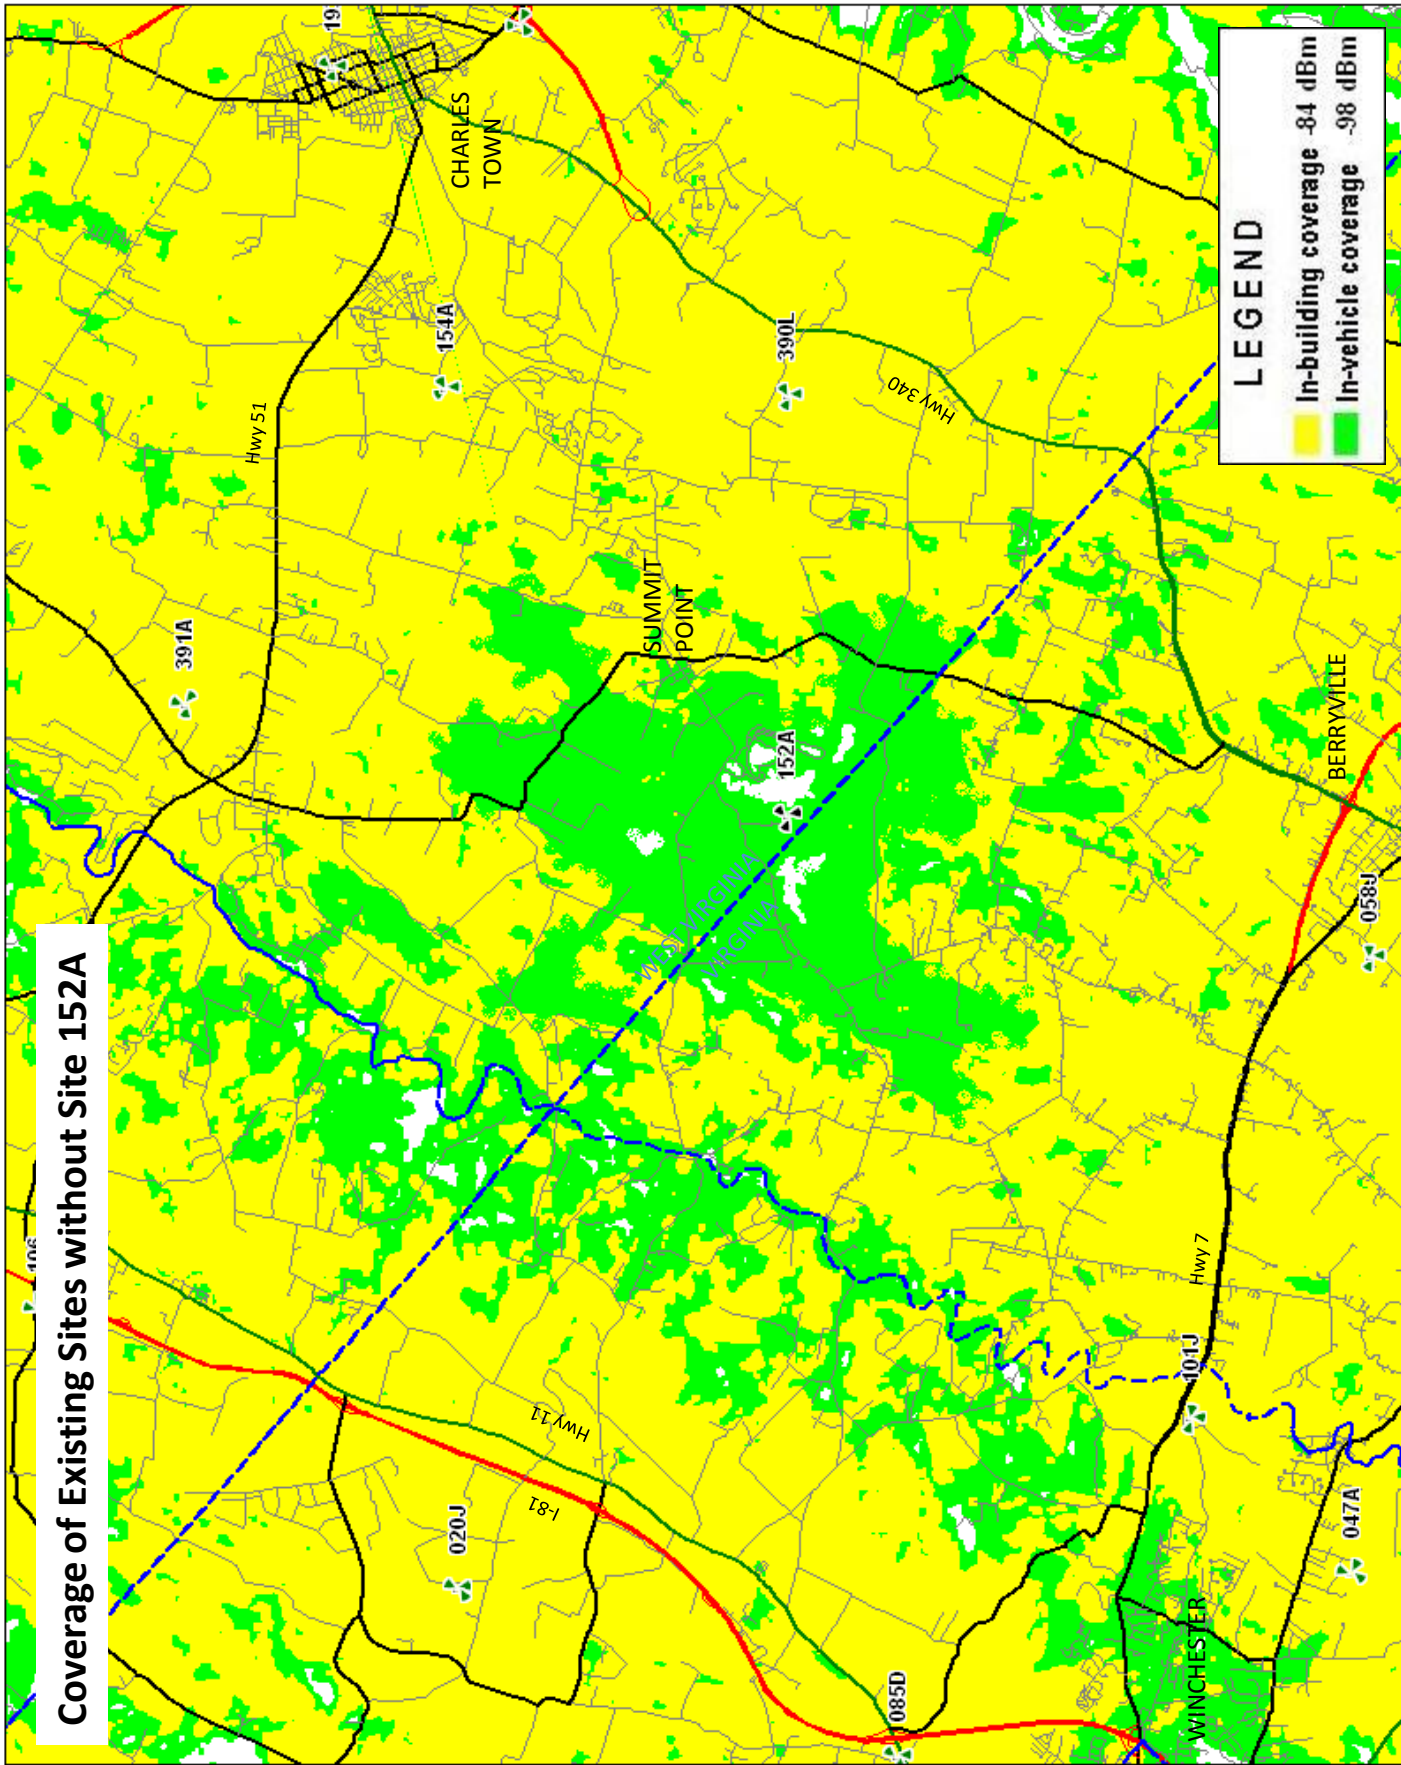 Coverage of Existing Sites without Site 152A
106
19
CHARLES
TOWN
391A
Hwy 51
154A
020J
I-81
Hwy 11
SUMMIT
POINT
WEST VIRGINIA
VIRGINIA
152A
390L
Hwy 340
085D
WINCHESTER
101J
Hwy 7
047A
058J
BERRYVILLE
LEGEND
In-building coverage -84 dBm
In-vehicle coverage -98 dBm